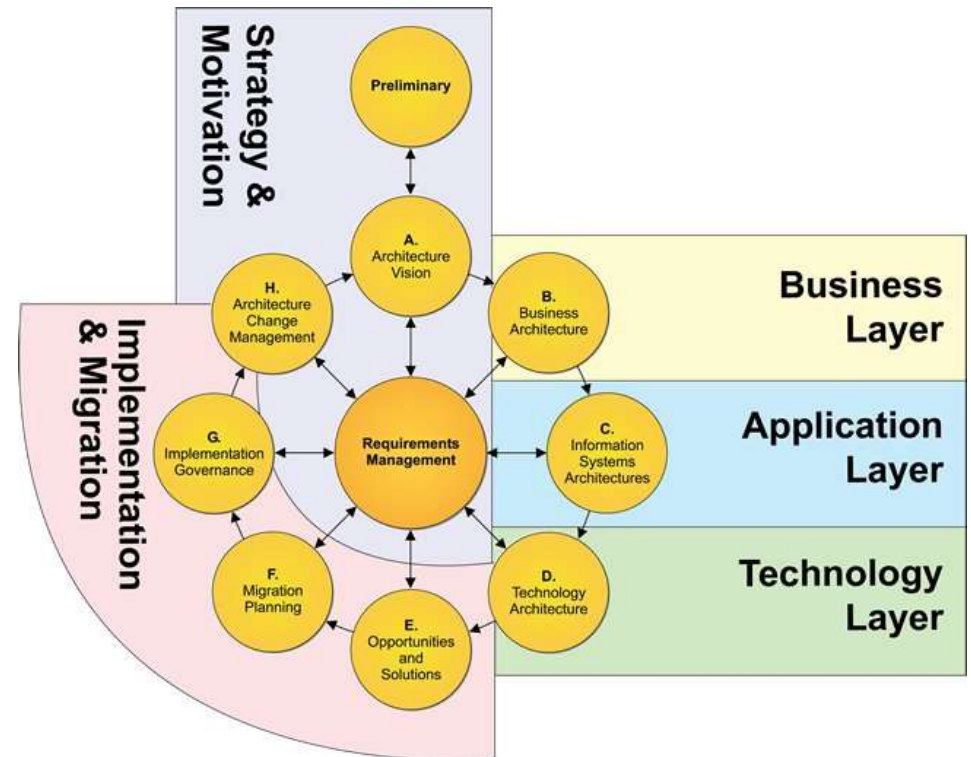 Strategy &
Motivation
Preliminary
A.
Architecture
Vision
H.
Architecture
Change
Management
B.
Business
Architecture
Business
Layer
Implementation
& Migration
G.
Implementation
Governance
Requirements
Management
C.
Information
Systems
Architectures
Application
Layer
F.
Migration
Planning
E.
Opportunities
and
Solutions
D.
Technology
Architecture
Technology
Layer